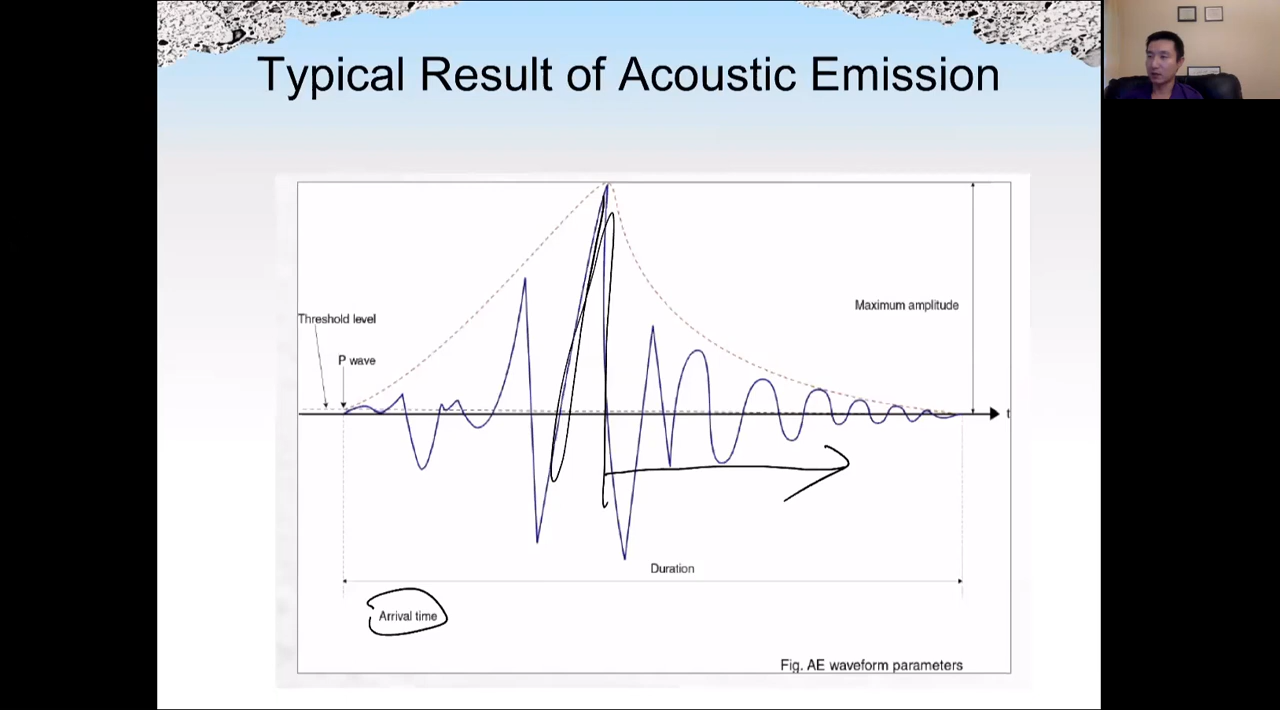 Typical Result of Acoustic Emission
Maximum amplitude
Threshold level
P wave
t
Duration
Arrival time
Fig. AE waveform parameters